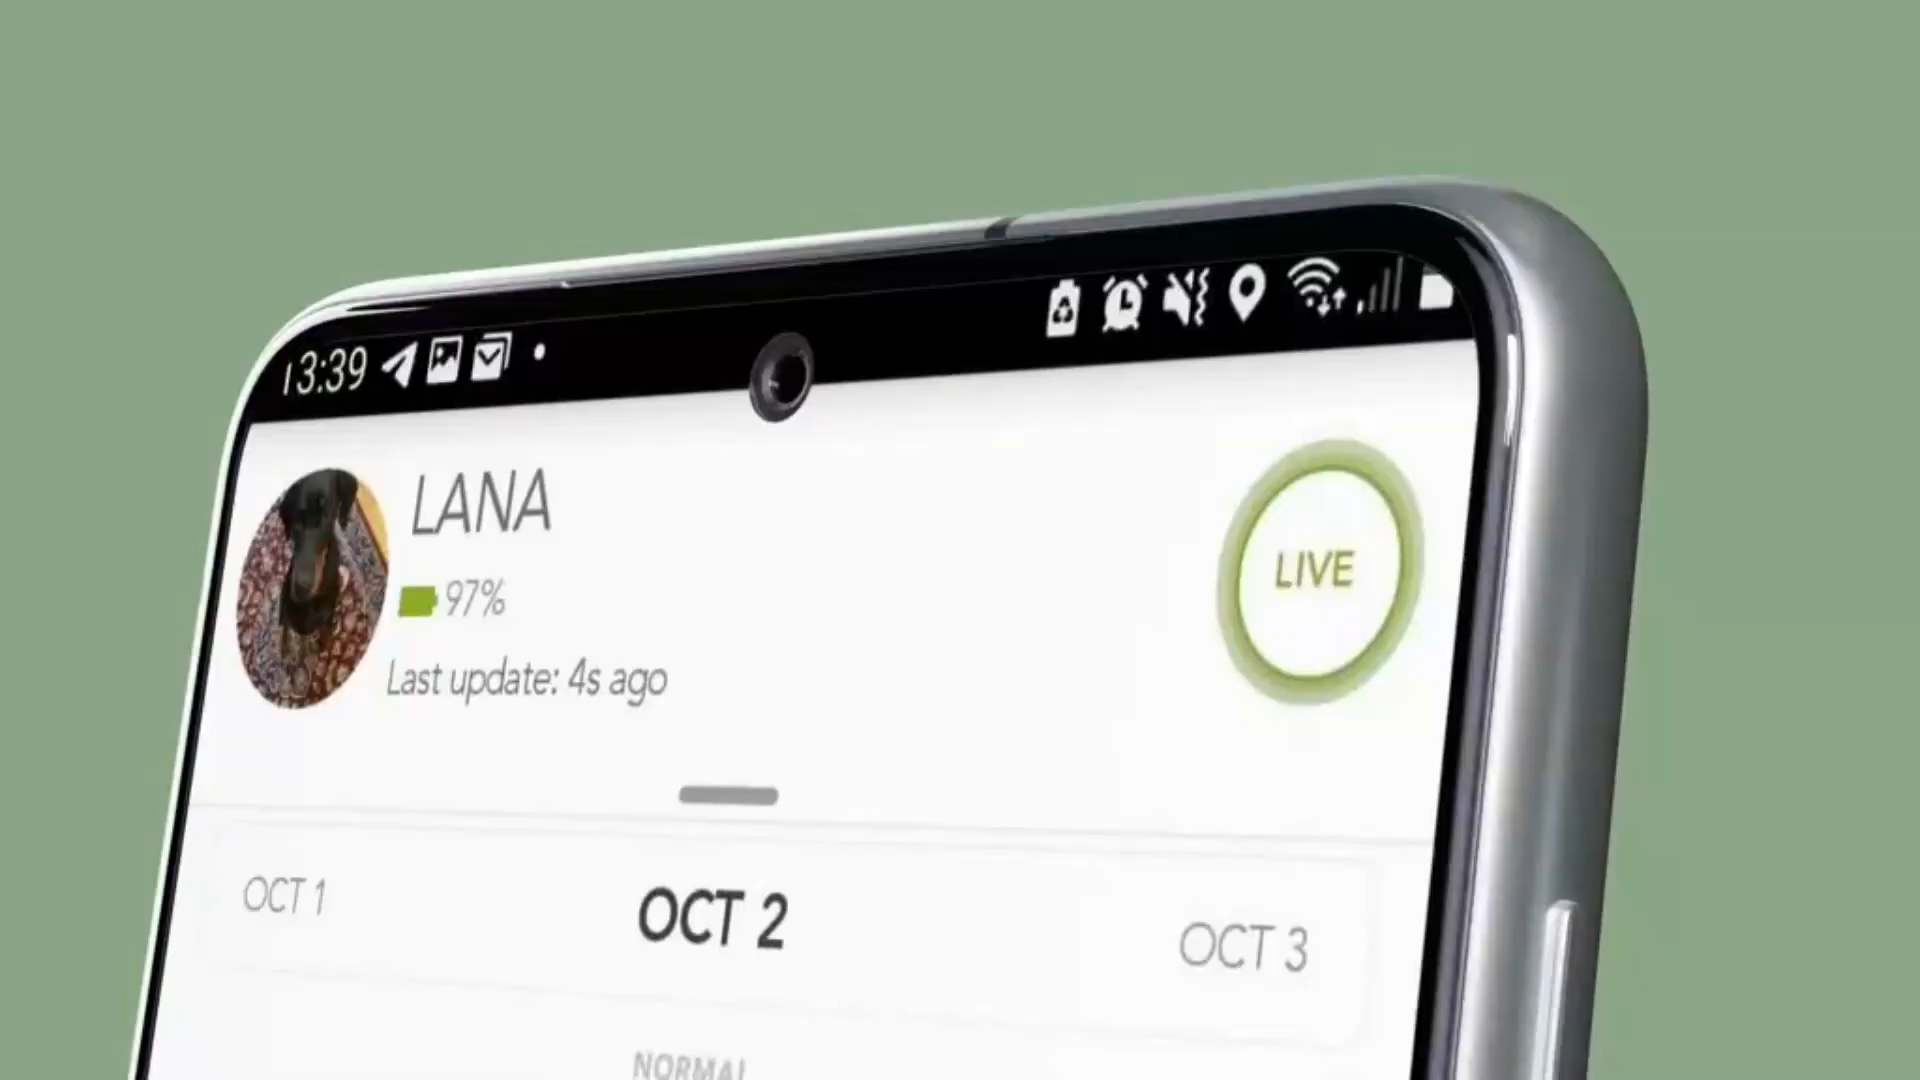 13:39
LANA
97%
Last update: 4s ago
LIVE
OCT 1
OCT 2
OCT 3
NORMAL